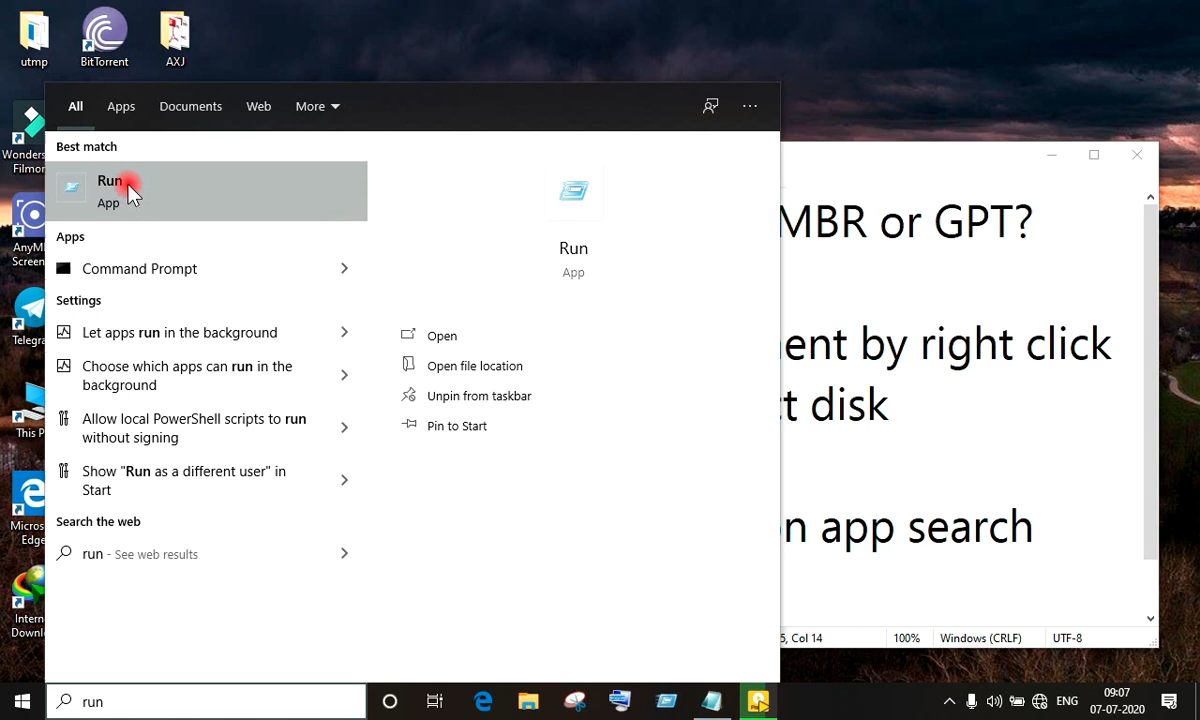 utmp
BitTorrent
AXJ
Wonders
Filmor
AnyM
Screen
Telegra
This P
Micros
Edge
Intern
Downl
All
Apps
Documents
Web
More
Best match
Run
App
Apps
Command Prompt
Settings
Let apps run in the background
Choose which apps can run in the
background
Allow local PowerShell scripts to run
without signing
Show "Run as a different user" in
Start
Search the web
run - See web results
Run
App
Open
Open file location
Unpin from taskbar
Pin to Start
MBR or GPT?
ent by right click
ct disk
n app search
5, Col 14
100%
Windows (CRLF)
UTF-8
run
ENG
09:07
07-07-2020